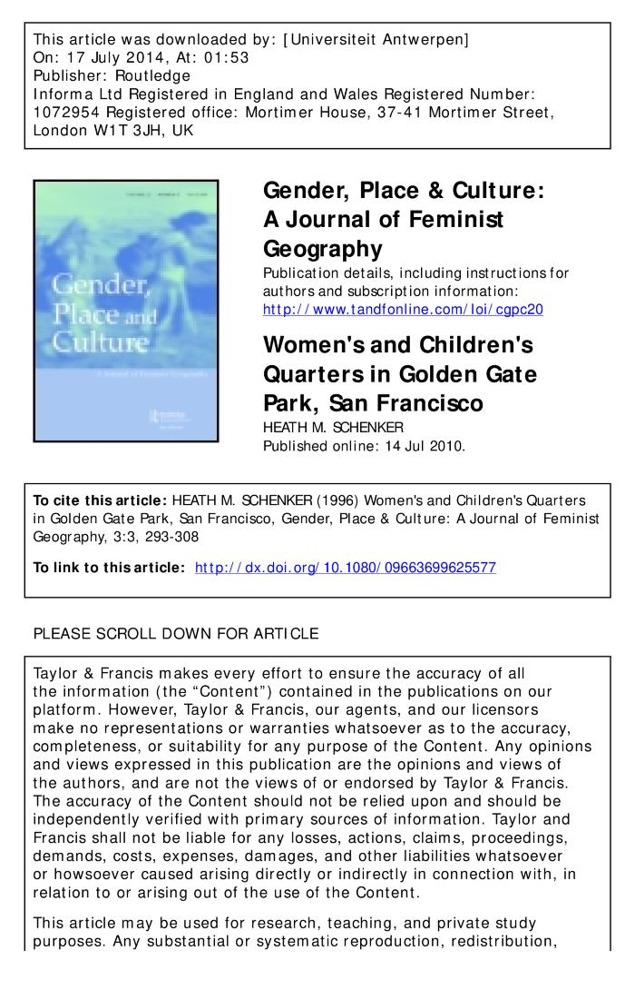 This article was downloaded by: [Universiteit Antwerpen]
On: 17 July 2014, At: 01:53
Publisher: Routledge
Informa Ltd Registered in England and Wales Registered Number:
1072954 Registered office: Mortimer House, 37-41 Mortimer Street,
London W1T 3JH, UK
Gender,
Place and
Culture
A Journal of Feminist Geography
Gender, Place & Culture:
A Journal of Feminist
Geography
Publication details, including instructions for
authors and subscription information:
http://www.tandfonline.com/loi/cgpc20
Women's and Children's
Quarters in Golden Gate
Park, San Francisco
HEATH M. SCHENKER
Published online: 14 Jul 2010.
To cite this article: HEATH M. SCHENKER (1996) Women's and Children's Quarters
in Golden Gate Park, San Francisco, Gender, Place & Culture: A Journal of Feminist
Geography, 3:3, 293-308
To link to this article: http://dx.doi.org/10.1080/09663699625577
PLEASE SCROLL DOWN FOR ARTICLE
Taylor & Francis makes every effort to ensure the accuracy of all
the information (the “Content”) contained in the publications on our
platform. However, Taylor & Francis, our agents, and our licensors
make no representations or warranties whatsoever as to the accuracy,
completeness, or suitability for any purpose of the Content. Any opinions
and views expressed in this publication are the opinions and views of
the authors, and are not the views of or endorsed by Taylor & Francis.
The accuracy of the Content should not be relied upon and should be
independently verified with primary sources of information. Taylor and
Francis shall not be liable for any losses, actions, claims, proceedings,
demands, costs, expenses, damages, and other liabilities whatsoever
or howsoever caused arising directly or indirectly in connection with, in
relation to or arising out of the use of the Content.
This article may be used for research, teaching, and private study
purposes. Any substantial or systematic reproduction, redistribution,